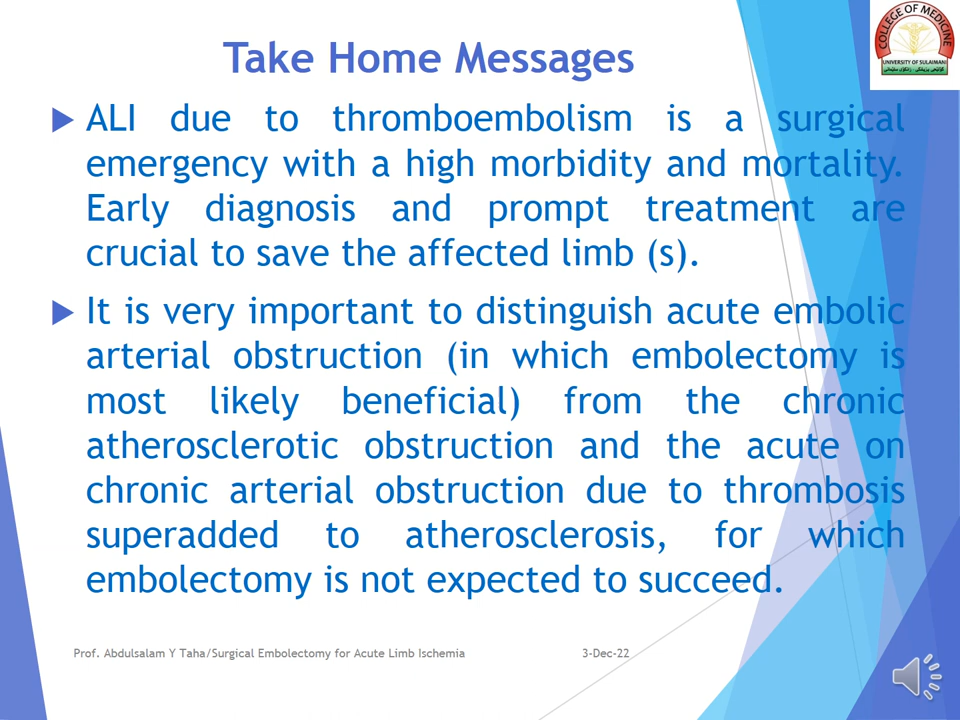 COLLEGE OF MEDICINE
UNIVERSITY OF SULAIMANI
Take Home Messages
ALI due to thromboembolism is a surgical
emergency with a high morbidity and mortality.
Early diagnosis and prompt treatment are
crucial to save the affected limb (s).
It is very important to distinguish acute embolic
arterial obstruction (in which embolectomy is
most likely beneficial) from the chronic
atherosclerotic obstruction and the acute on
chronic arterial obstruction due to thrombosis
superadded to atherosclerosis, for which
embolectomy is not expected to succeed.
Prof. Abdulsalam Y Taha/Surgical Embolectomy for Acute Limb Ischemia 3-Dec-22